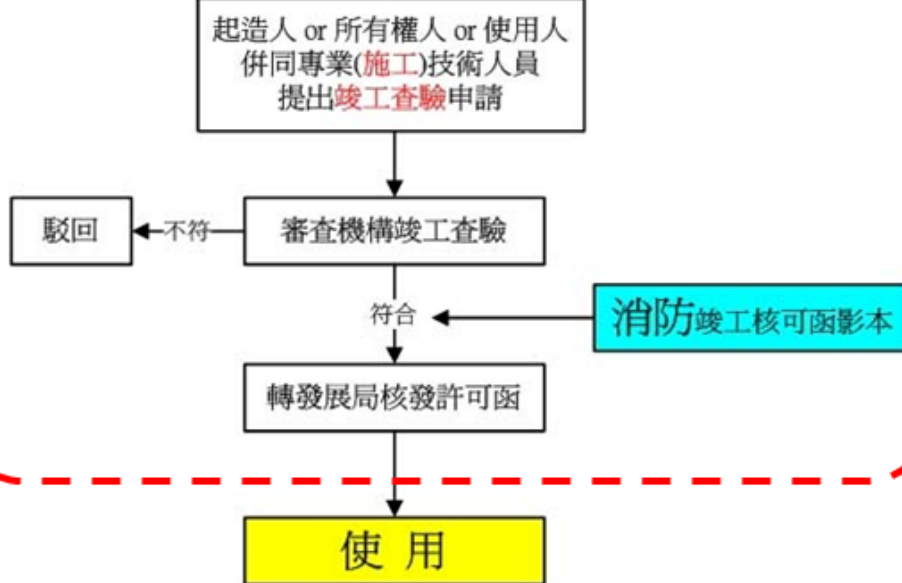 起造人 or 所有權人 or 使用人
併同專業(施工)技術人員
提出竣工查驗申請
駁回
不符
審查機構竣工查驗
符合
消防竣工核可函影本
轉發展局核發許可函
使 用